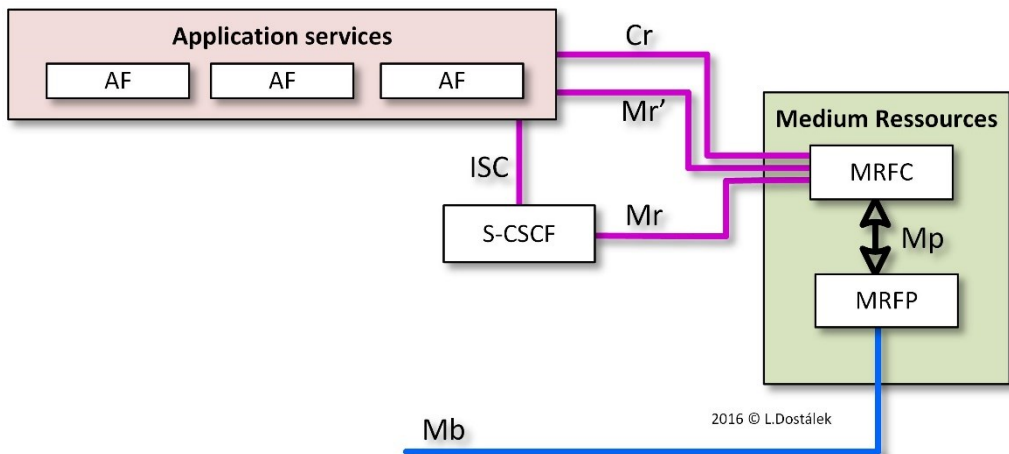 Application services
AF AF AF
Cr
Mr’
ISC
Mr
S-CSCF
Medium Ressources
MRFC
Mp
MRFP
2016 © L.Dostálek
Mb